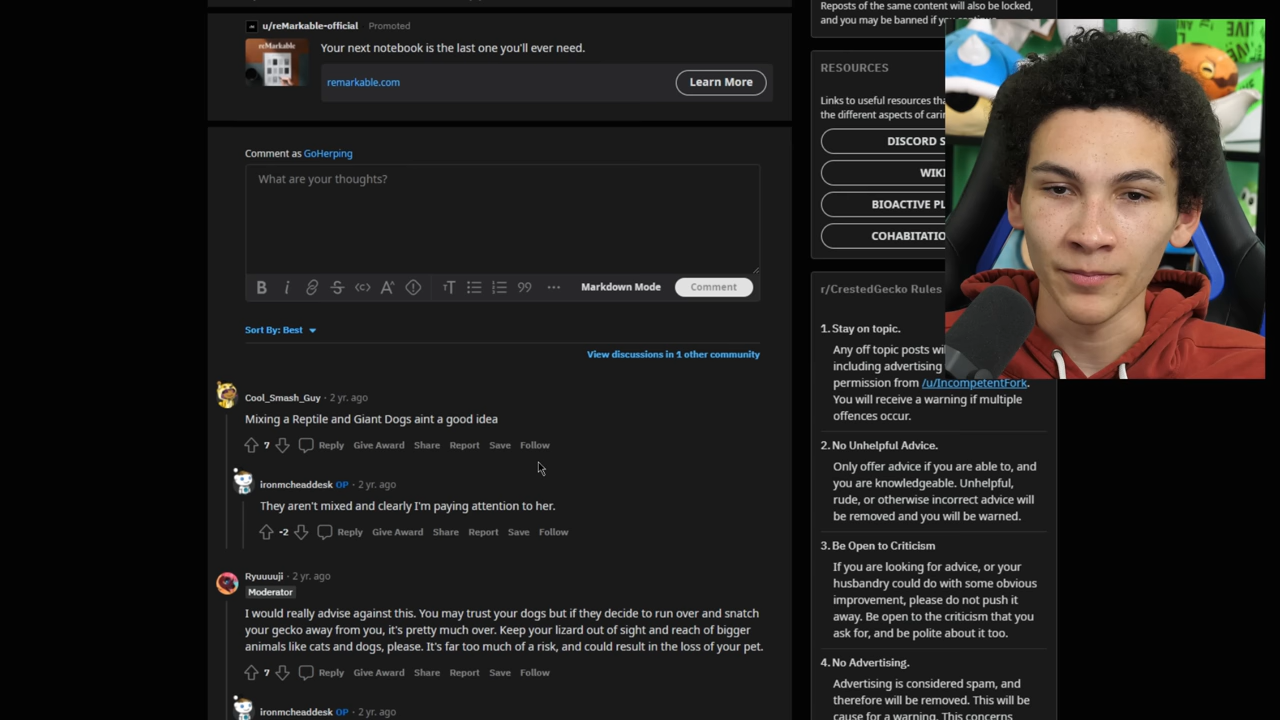 Reposts of the same content will also be locked,
and you may be banned if you
u/reMarkable-official Promoted
reMarkable
Your next notebook is the last one you'll ever need.
remarkable.com
Learn More
RESOURCES
Links to useful resources
the different aspects of
DISCORD
WIKI
BIOACTIVE
Comment as GoHerping
What are your thoughts?
Markdown Mode
Comment
r/CrestedGecko Rules
Sort By: Best
View discussions in 1 other community
1. Stay on topic.
Any off topic posts
including advertising
permission from /u/IncompetentFork.
You will receive a warning if multiple
offences occur.
Cool_Smash_Guy · 2 yr. ago
Mixing a Reptile and Giant Dogs aint a good idea
7 Reply Give Award Share Report Save Follow
2. No Unhelpful Advice.
Only offer advice if you are able to, and
you are knowledgeable. Unhelpful,
rude, or otherwise incorrect advice will
be removed and you will be warned.
ironmcheaddesk OP · 2 yr. ago
They aren't mixed and clearly I'm paying attention to her.
-2 Reply Give Award Share Report Save Follow
3. Be Open to Criticism
If you are looking for advice, or your
husbandry could do with some obvious
improvement, please do not push it
away. Be open to the criticism that you
ask for, and be polite about it too.
Ryuuuuji · 2 yr. ago
Moderator
I would really advise against this. You may trust your dogs but if they decide to run over and snatch
your gecko away from you, it's pretty much over. Keep your lizard out of sight and reach of bigger
animals like cats and dogs, please. It's far too much of a risk, and could result in the loss of your pet.
7 Reply Give Award Share Report Save Follow
4. No Advertising.
Advertising is considered spam, and
therefore will be removed. This will be
cause for a warning. This concerns
ironmcheaddesk OP · 2 yr. ago